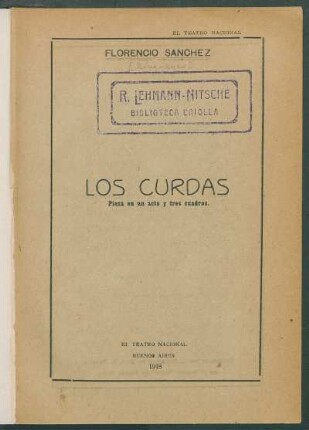 EL TEATRO NACIONAL
FLORENCIO SANCHEZ
R. LEHMANN-NITSCHE
BIBLIOTECA CRIOLLA
LOS CURDAS
Pieza en un acto y tres cuadros.
EL TEATRO NACIONAL
BUENOS AIRES